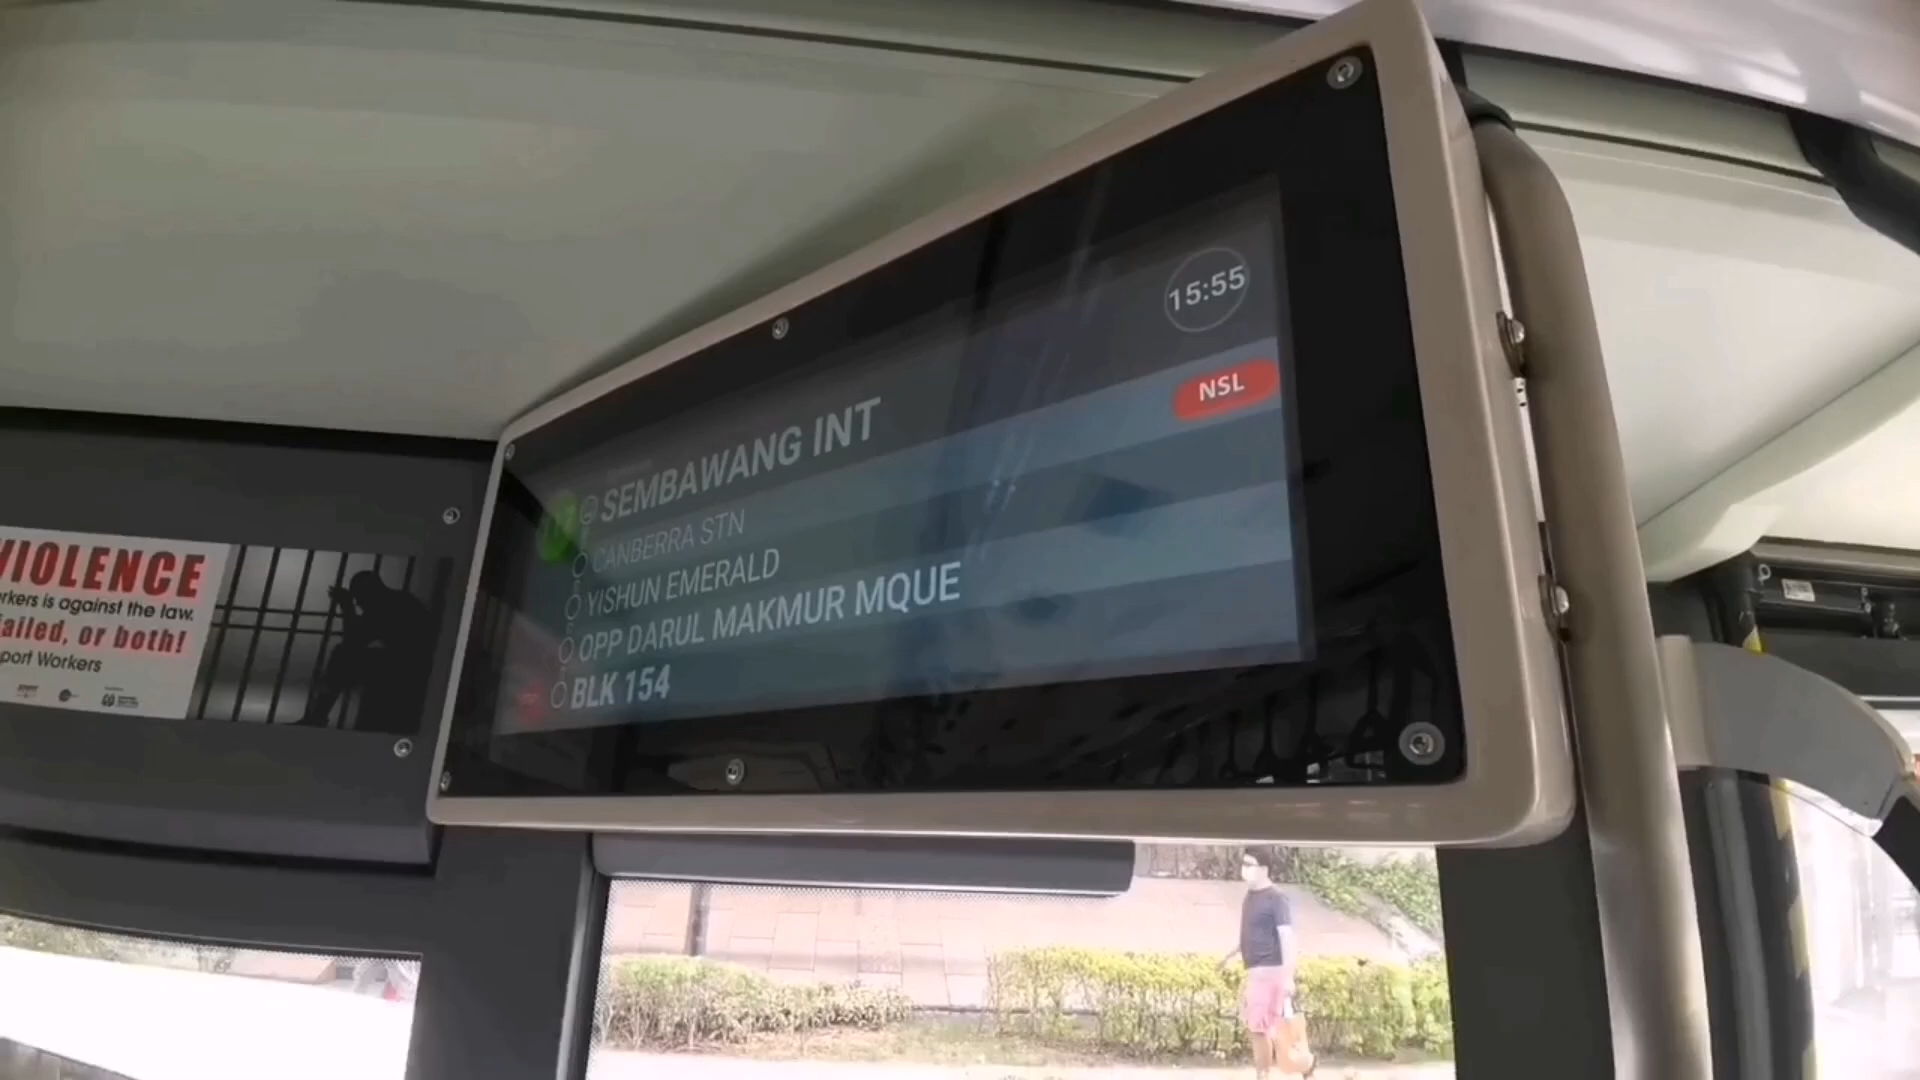 15:55
SEMBAWANG INT
NSL
CANBERRA STN
YISHUN EMERALD
OPP DARUL MAKMUR MQUE
BLK 154
VIOLENCE
rkers is against the law.
ailed, or both!
port Workers